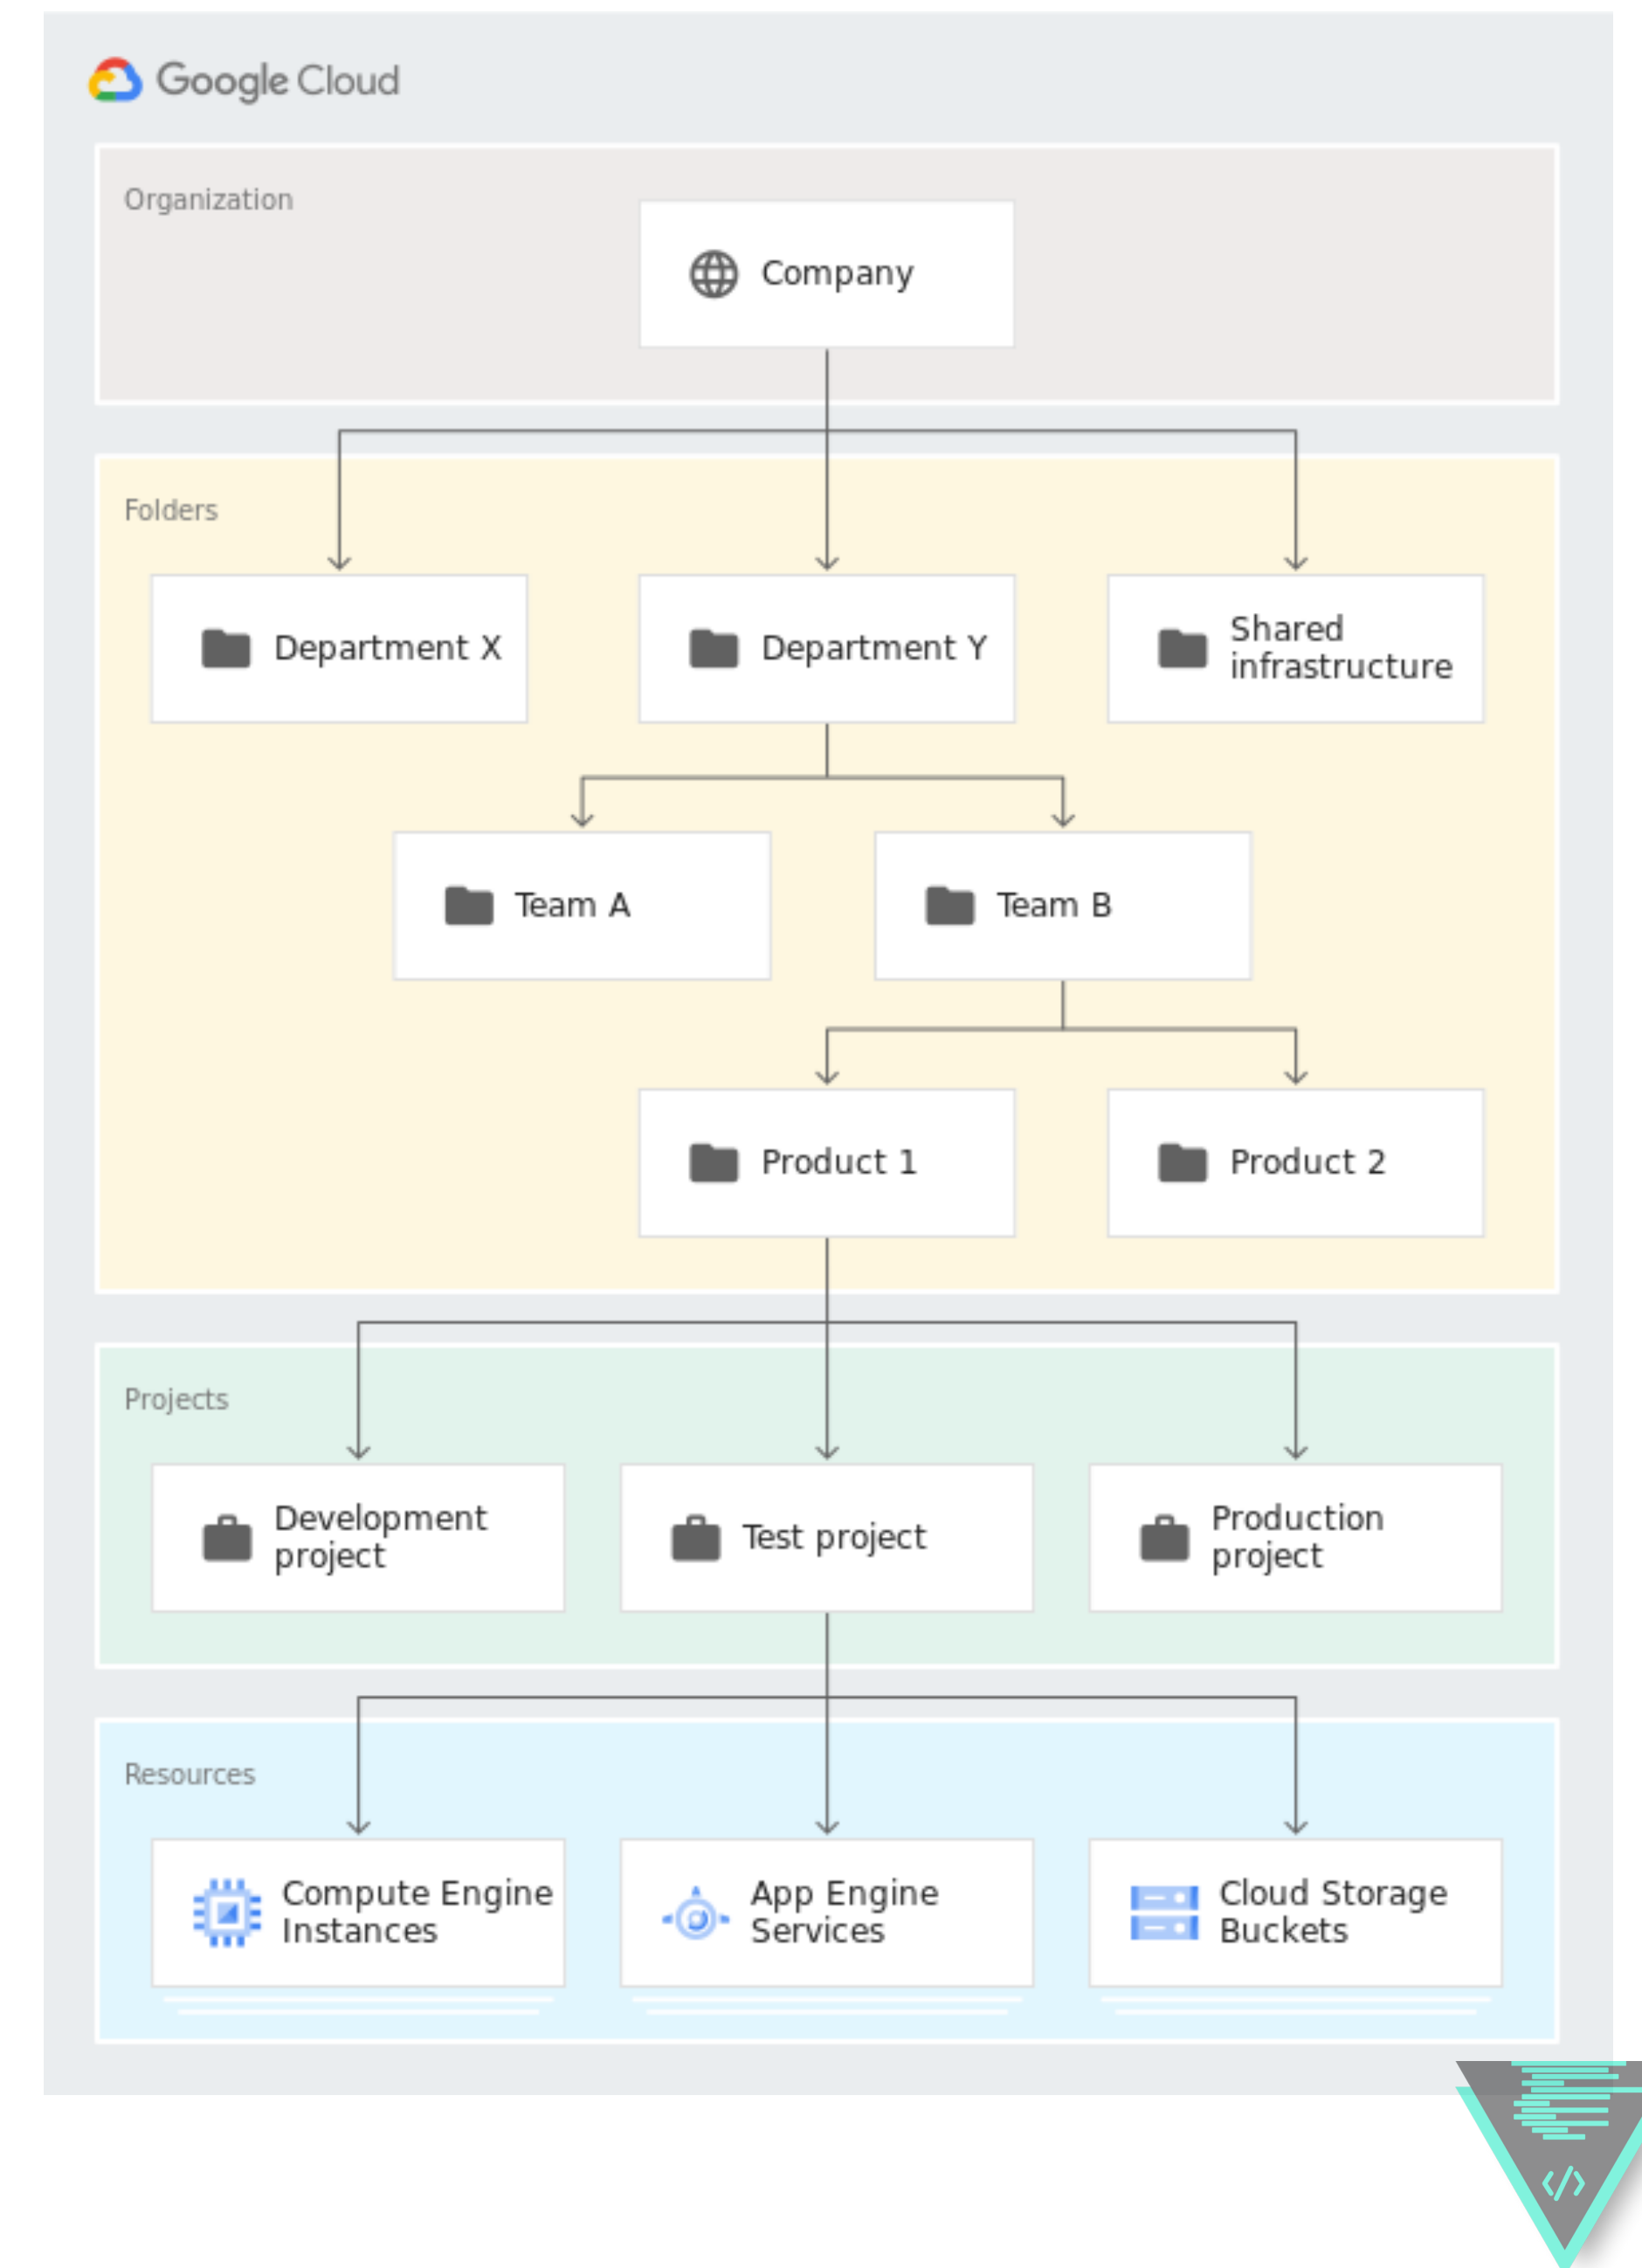 Google Cloud
Organization
Company
Folders
Department X
Department Y
Shared
infrastructure
Team A
Team B
Product 1
Product 2
Projects
Development
project
Test project
Production
project
Resources
Compute Engine
Instances
App Engine
Services
Cloud Storage
Buckets
</>